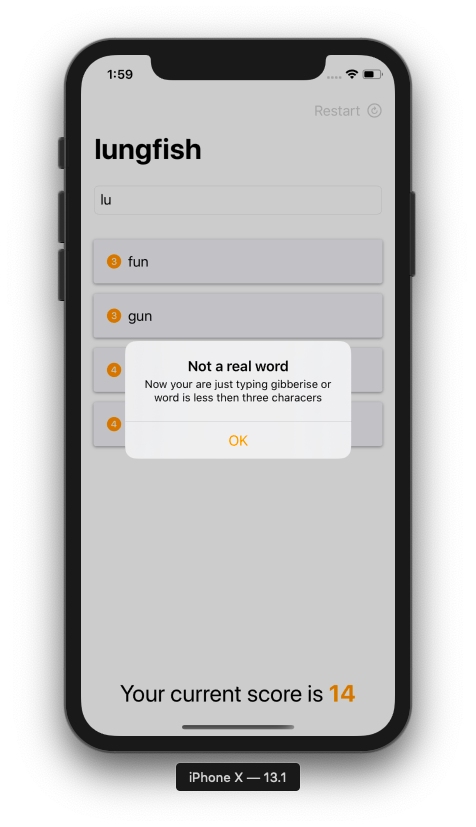 1:59
Restart
lungfish
lu
3 fun
3 gun
4
4
Not a real word
Now your are just typing gibberise or
word is less then three characers
OK
Your current score is 14
iPhone X — 13.1